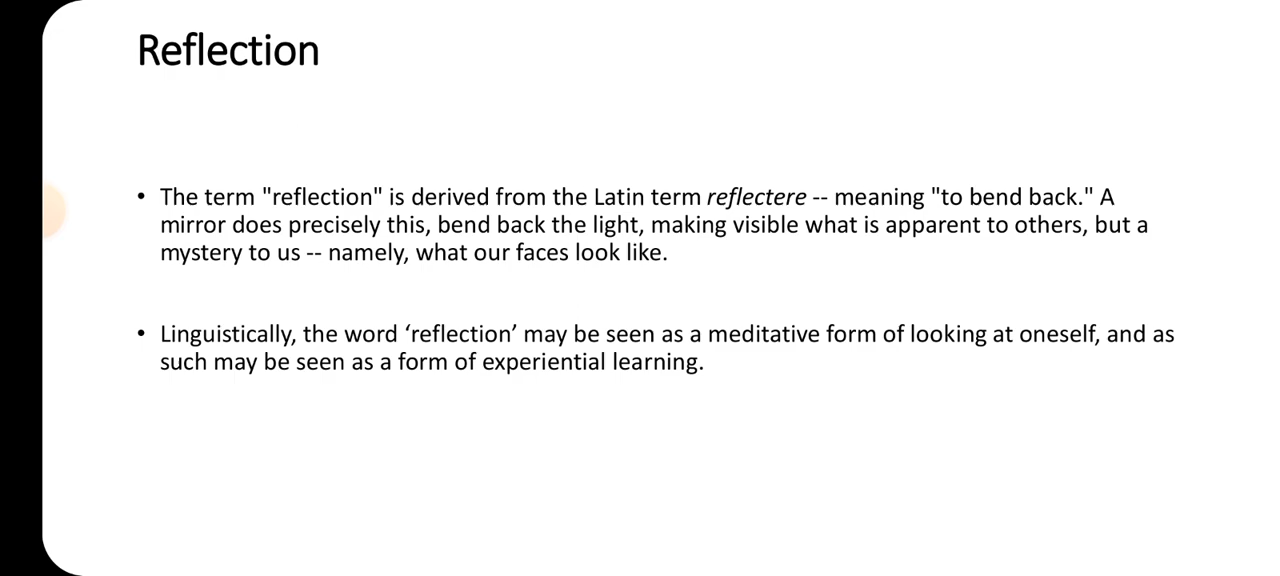 Reflection
• The term "reflection" is derived from the Latin term reflectere -- meaning "to bend back." A
mirror does precisely this, bend back the light, making visible what is apparent to others, but a
mystery to us -- namely, what our faces look like.
• Linguistically, the word ‘reflection’ may be seen as a meditative form of looking at oneself, and as
such may be seen as a form of experiential learning.